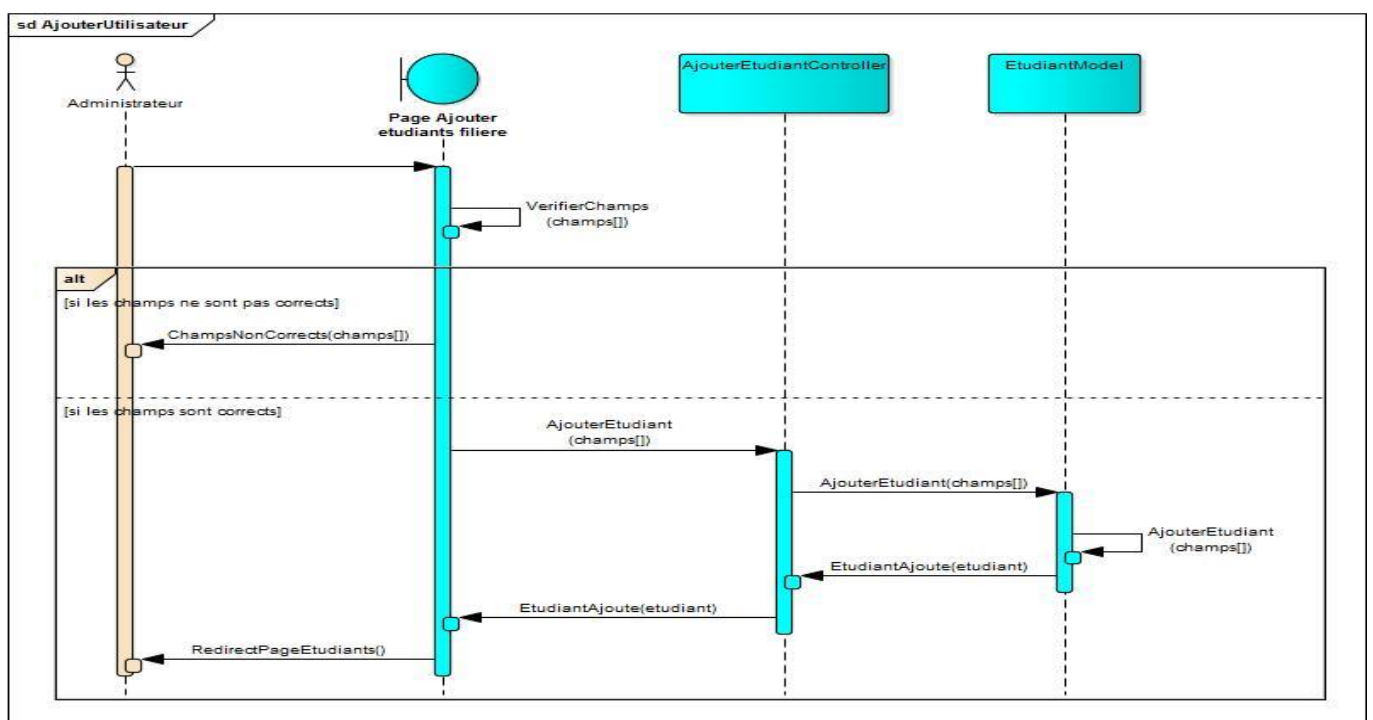 sd AjouterUtilisateur
Administrateur
Page Ajouter
etudiants filiere
AjouterEtudiantController
EtudiantModel
VerifierChamps
(champs[])
alt
[si les champs ne sont pas corrects]
ChampsNonCorrects(champs[])
[si les champs sont corrects]
AjouterEtudiant
(champs[])
AjouterEtudiant(champs[])
AjouterEtudiant
(champs[])
EtudiantAjoute(etudiant)
EtudiantAjoute(etudiant)
RedirectPageEtudiants()